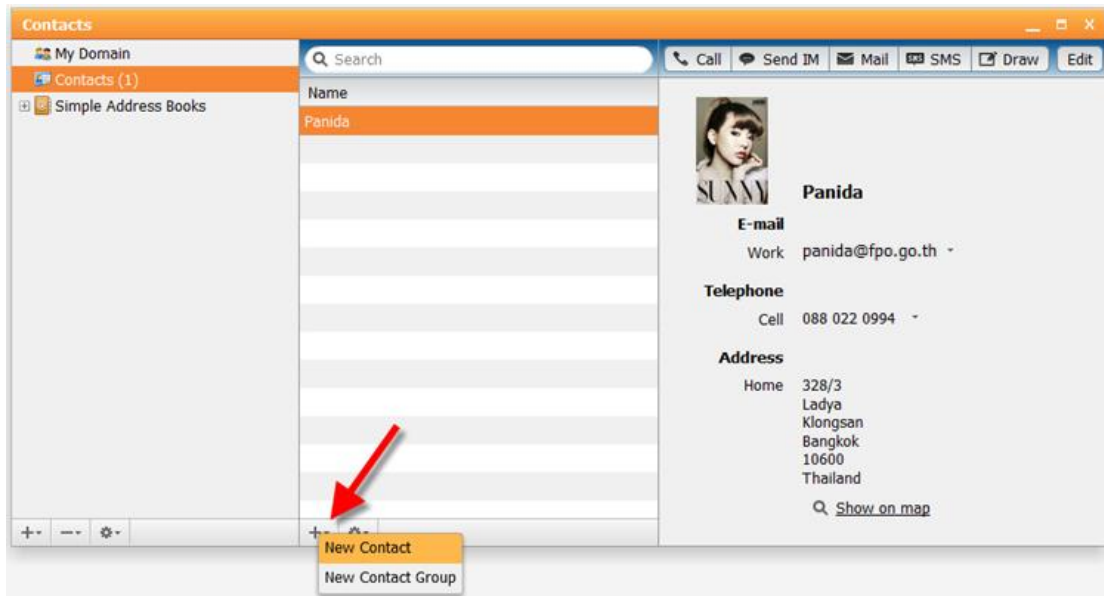 Contacts
My Domain
Contacts (1)
Simple Address Books
Search
Name
Panida
Call
Send IM
Mail
SMS
Draw
Edit
SUNNY
Panida
E-mail
Work panida@fpo.go.th
Telephone
Cell 088 022 0994
Address
Home 328/3
Ladya
Klongsan
Bangkok
10600
Thailand
Show on map
New Contact
New Contact Group